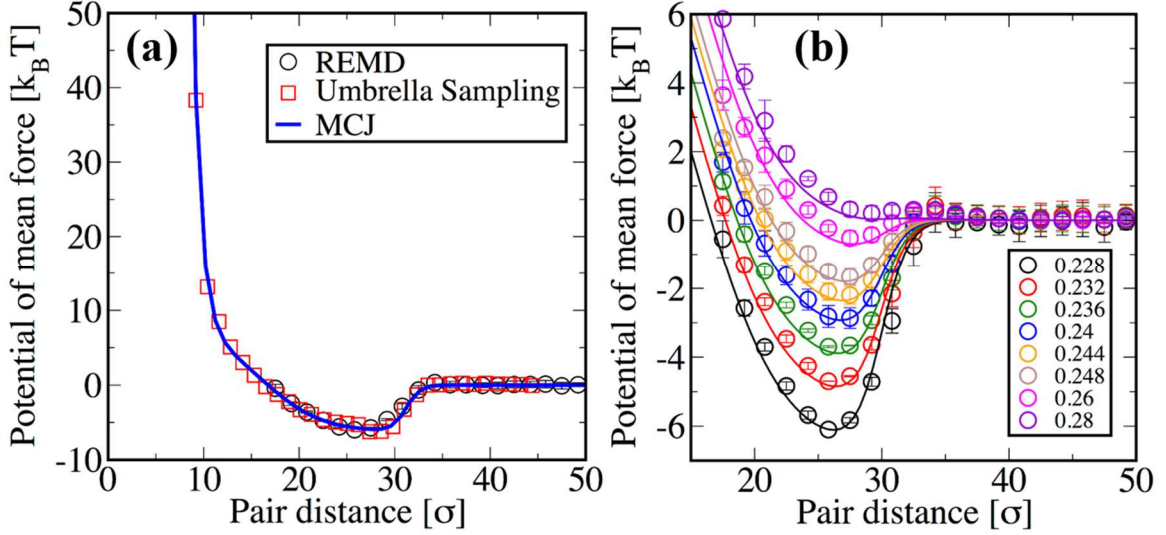 (a)
REMD
Umbrella Sampling
MCJ
Potential of mean force [k_BT]
50
40
30
20
10
0
-10
0 10 20 30 40 50
Pair distance [σ]
(b)
Potential of mean force [k_BT]
6
4
2
0
-2
-4
-6
0.228
0.232
0.236
0.24
0.244
0.248
0.26
0.28
20 30 40 50
Pair distance [σ]